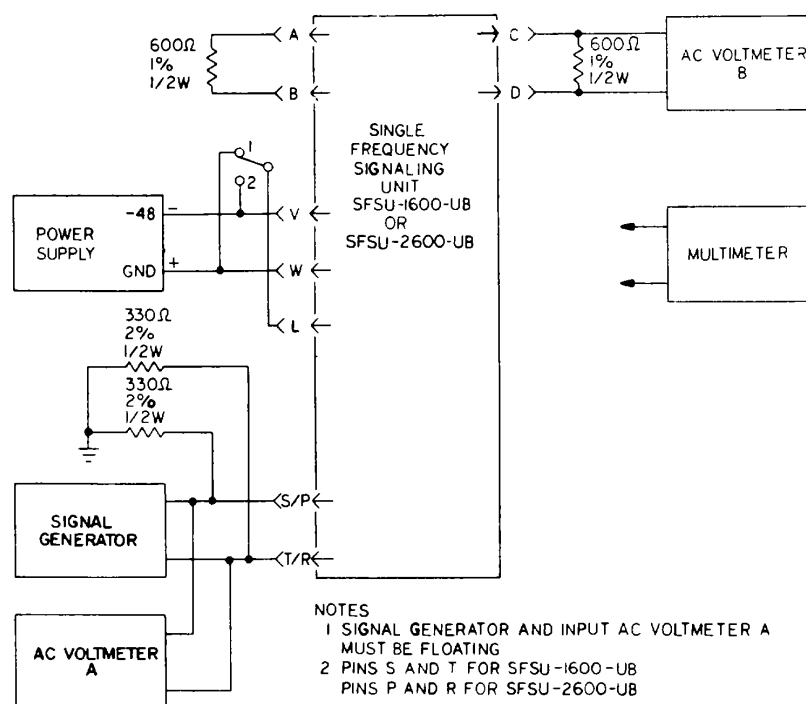 600Ω
1%
1/2W
A
B
C
D
600Ω
1%
1/2W
AC VOLTMETER
B
SINGLE
FREQUENCY
SIGNALING
UNIT
SFSU-1600-UB
OR
SFSU-2600-UB
1
2
POWER
SUPPLY
-48
GND
−
+
V
W
L
MULTIMETER
330Ω
2%
1/2W
330Ω
2%
1/2W
SIGNAL
GENERATOR
S/P
T/R
AC VOLTMETER
A
NOTES
1 SIGNAL GENERATOR AND INPUT AC VOLTMETER A
MUST BE FLOATING
2 PINS S AND T FOR SFSU-1600-UB
PINS P AND R FOR SFSU-2600-UB